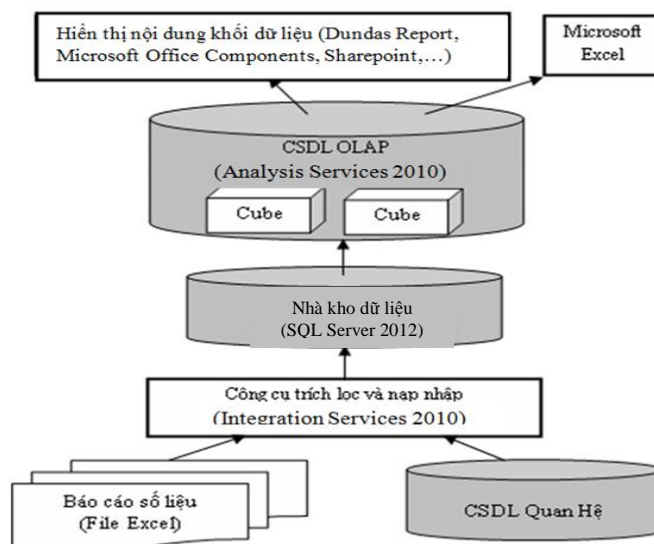 Hiển thị nội dung khối dữ liệu (Dundas Report,
Microsoft Office Components, Sharepoint,…)
Microsoft
Excel
CSDL OLAP
(Analysis Services 2010)
Cube
Cube
Nhà kho dữ liệu
(SQL Server 2012)
Công cụ trích lọc và nạp nhập
(Integration Services 2010)
Báo cáo số liệu
(File Excel)
CSDL Quan Hệ